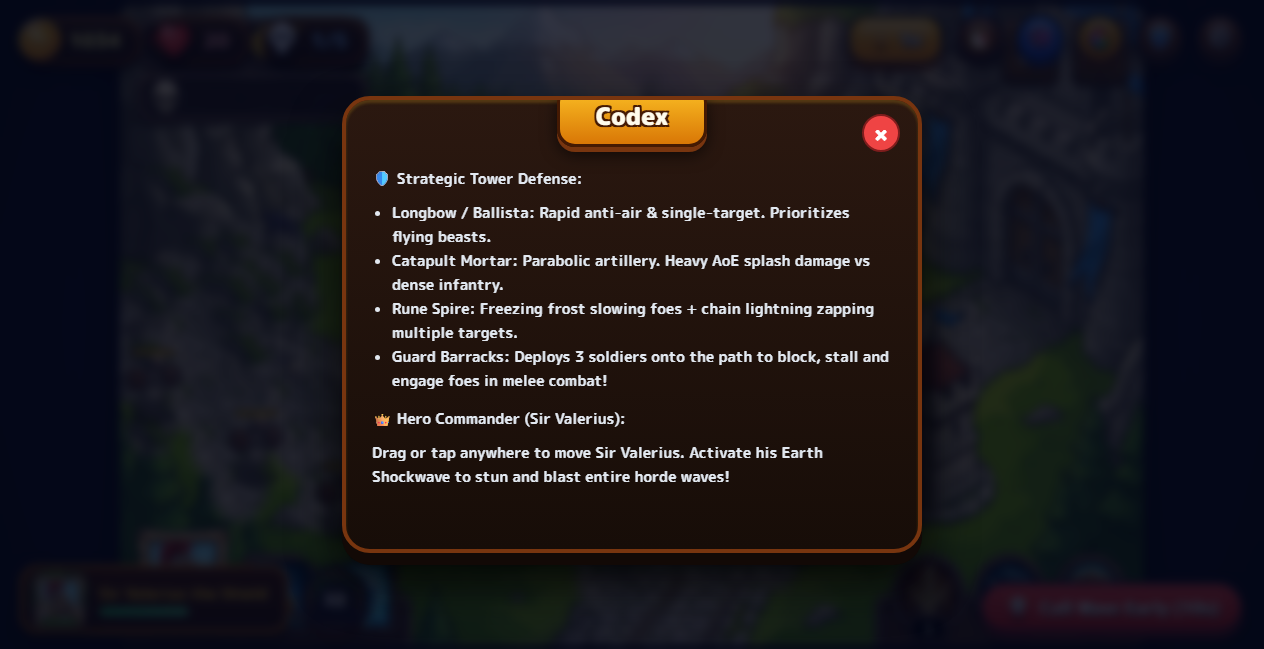 Codex
Strategic Tower Defense:
Longbow / Ballista: Rapid anti-air & single-target. Prioritizes
flying beasts.
Catapult Mortar: Parabolic artillery. Heavy AoE splash damage vs
dense infantry.
Rune Spire: Freezing frost slowing foes + chain lightning zapping
multiple targets.
Guard Barracks: Deploys 3 soldiers onto the path to block, stall and
engage foes in melee combat!
Hero Commander (Sir Valerius):
Drag or tap anywhere to move Sir Valerius. Activate his Earth
Shockwave to stun and blast entire horde waves!